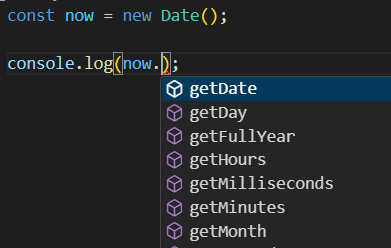 const now = new Date();
console.log(now.);
getDate
getDay
getFullYear
getHours
getMilliseconds
getMinutes
getMonth